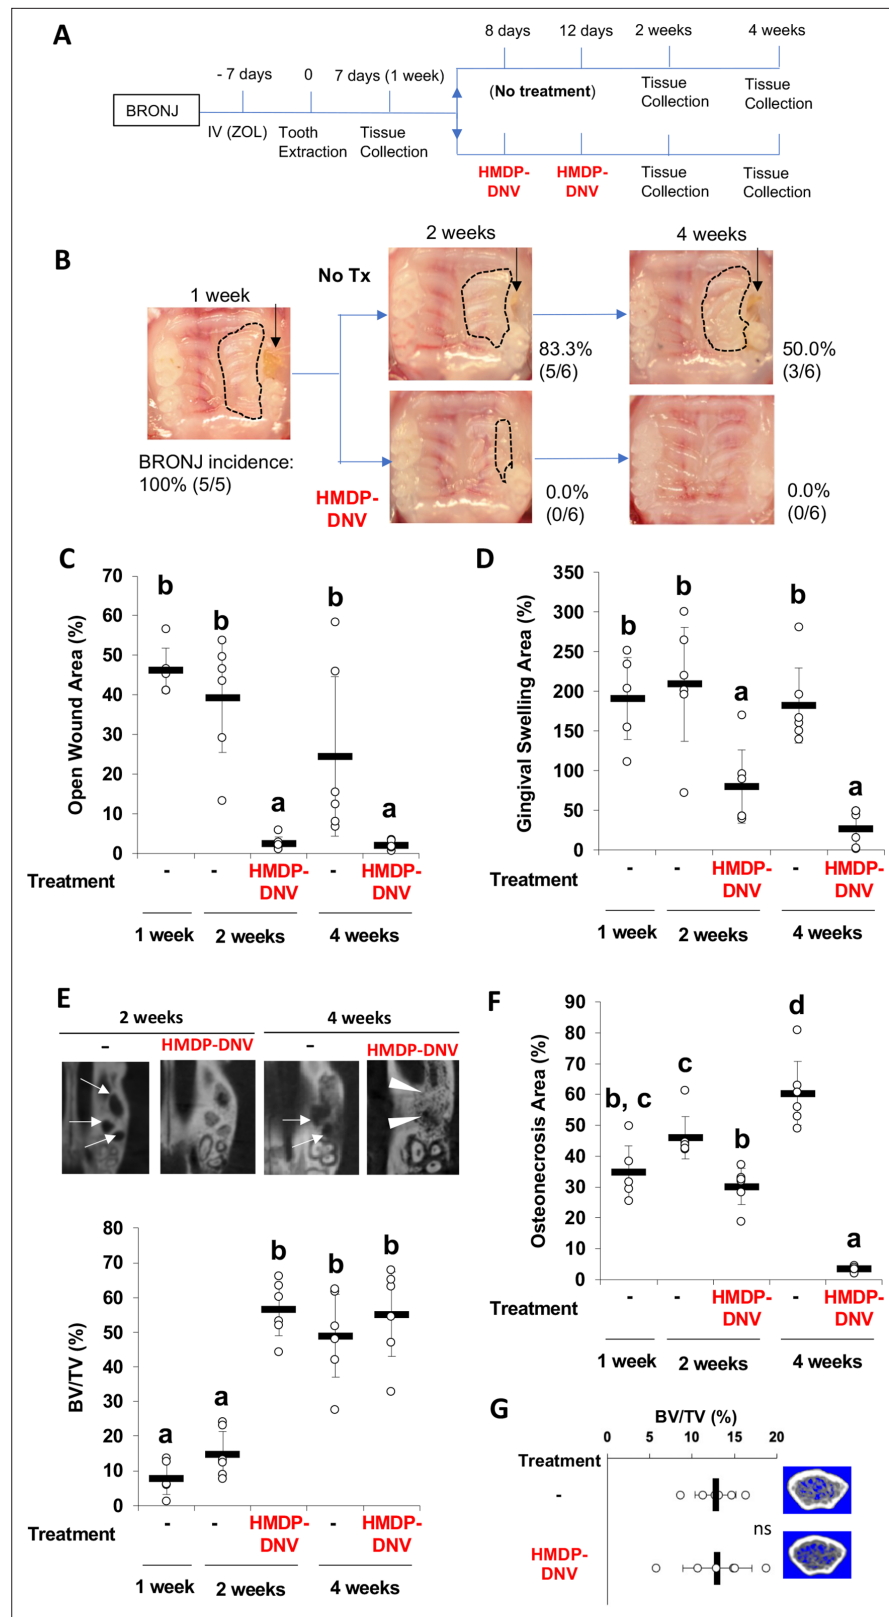 A
8 days
12 days
2 weeks
4 weeks
- 7 days
0
7 days (1 week)
BRONJ
(No treatment)
Tissue
Collection
Tissue
Collection
IV (ZOL)
Tooth
Extraction
Tissue
Collection
HMDP-
DNV
HMDP-
DNV
Tissue
Collection
Tissue
Collection
B
2 weeks
4 weeks
No Tx
1 week
83.3%
(5/6)
50.0%
(3/6)
BRONJ incidence:
100% (5/5)
HMDP-
DNV
0.0%
(0/6)
0.0%
(0/6)
C
Open Wound Area (%)
70
60
50
40
30
20
10
0
b
b
a
b
a
Treatment
-
-
HMDP-
DNV
-
HMDP-
DNV
1 week
2 weeks
4 weeks
D
Gingival Swelling Area (%)
350
300
250
200
150
100
50
0
b
b
a
b
a
Treatment
-
-
HMDP-
DNV
-
HMDP-
DNV
1 week
2 weeks
4 weeks
E
2 weeks
4 weeks
-
HMDP-DNV
-
HMDP-DNV
BV/TV (%)
80
70
60
50
40
30
20
10
0
a
a
b
b
b
Treatment
-
-
HMDP-
DNV
-
HMDP-
DNV
1 week
2 weeks
4 weeks
F
Osteonecrosis Area (%)
90
80
70
60
50
40
30
20
10
0
b, c
c
b
d
a
Treatment
-
-
HMDP-
DNV
-
HMDP-
DNV
1 week
2 weeks
4 weeks
G
BV/TV (%)
0
5
10
15
20
Treatment
-
ns
HMDP-
DNV